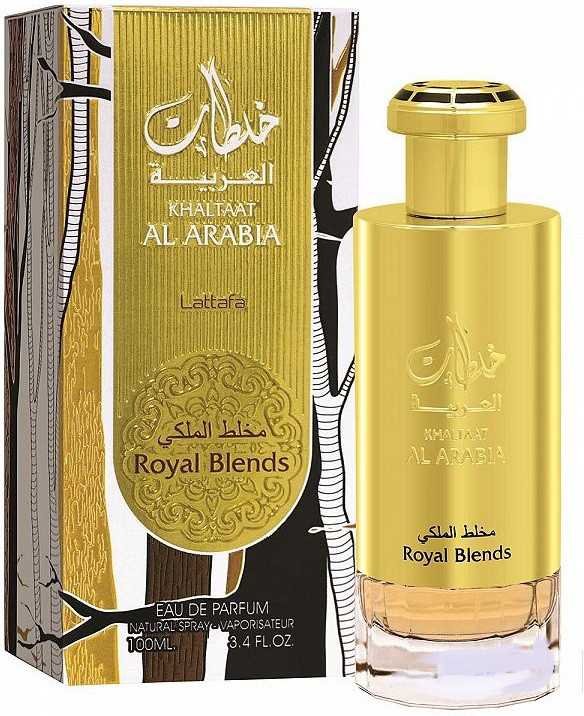 خلطات
العربية
KHALTAAT
AL ARABIA
Lattafa
مخلط الملكي
Royal Blends
EAU DE PARFUM
NATURAL SPRAY - VAPORISATEUR
100ML. 3.4 FL.OZ.
خلطات
العربية
KHALTAAT
AL ARABIA
مخلط الملكي
Royal Blends